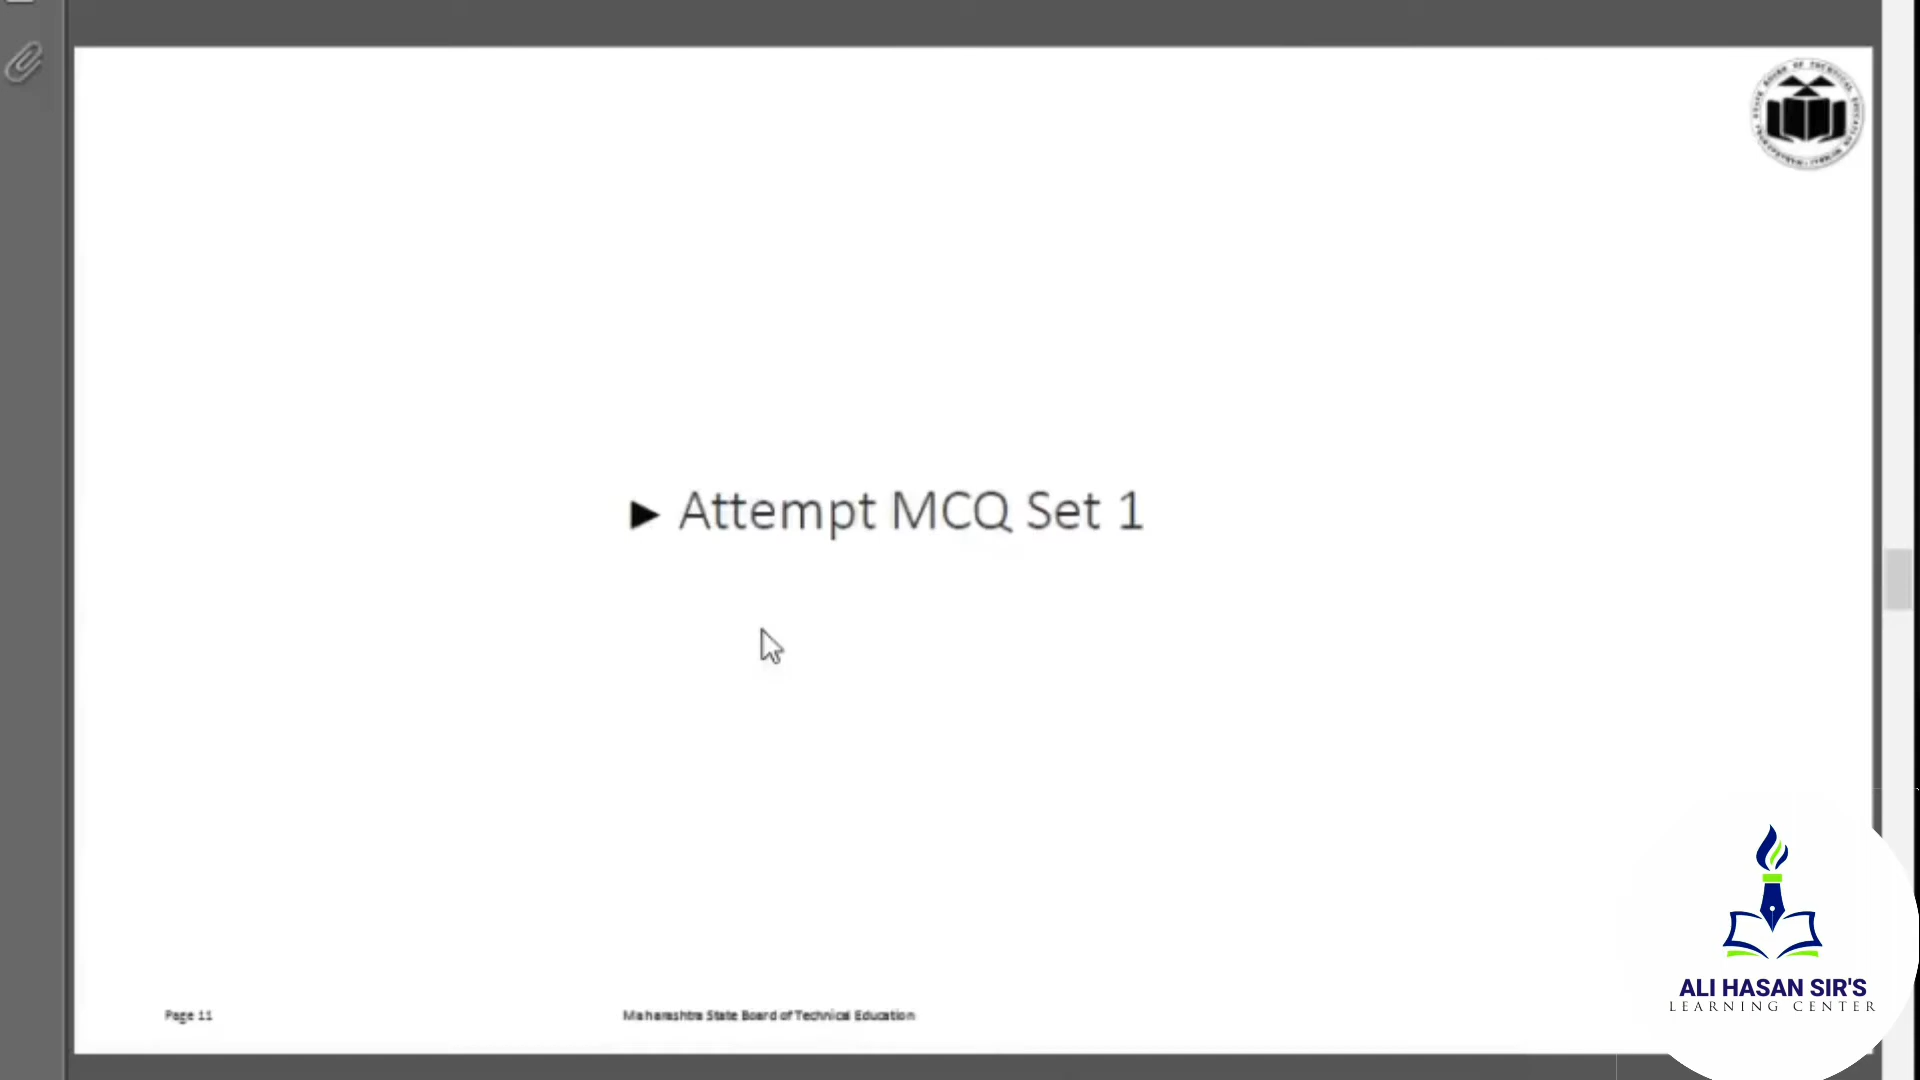 ► Attempt MCQ Set 1
Page 11
Maharashtra State Board of Technical Education
ALI HASAN SIR'S
LEARNING CENTER